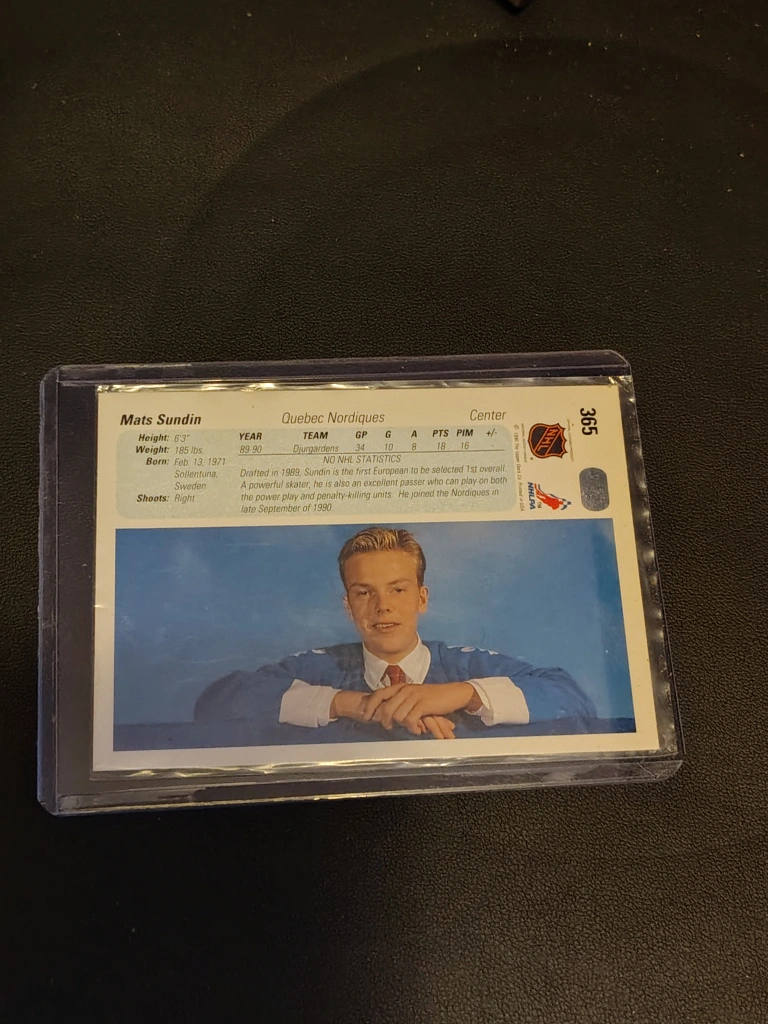 Mats Sundin Quebec Nordiques Center
Height: 6'3"
Weight: 185 lbs.
Born: Feb. 13, 1971
Sollentuna,
Sweden
Shoots: Right
YEAR TEAM GP G A PTS PIM +/-
89-90 Djurgardens 34 10 8 18 16
NO NHL STATISTICS
Drafted in 1989, Sundin is the first European to be selected 1st overall.
A powerful skater, he is also an excellent passer who can play on both
the power play and penalty-killing units. He joined the Nordiques in
late September of 1990.
365
NHL
NHLPA